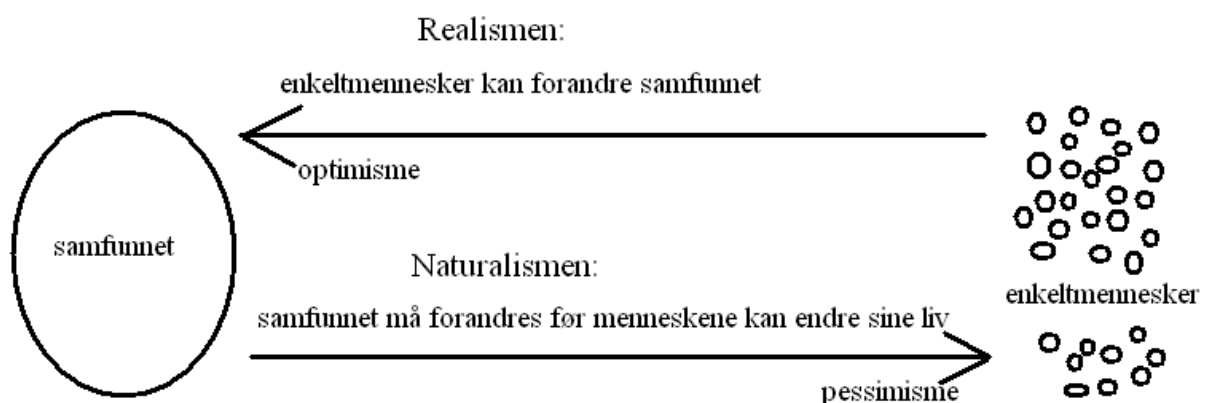 Realismen:
enkeltmennesker kan forandre samfunnet
optimisme
samfunnet
Naturalismen:
enkeltmennesker
samfunnet må forandres før menneskene kan endre sine liv
pessimisme